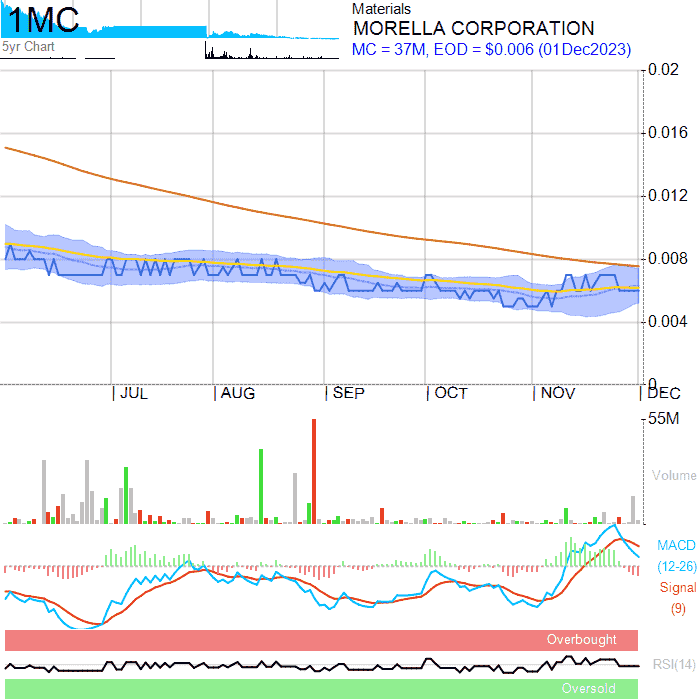 1MC
5yr Chart
Materials
MORELLA CORPORATION
MC = 37M, EOD = $0.006 (01Dec2023)
0.02
0.016
0.012
0.008
0.004
0
JUL AUG SEP OCT NOV DEC
55M
Volume
MACD
(12-26)
Signal
(9)
Overbought
RSI(14)
Oversold